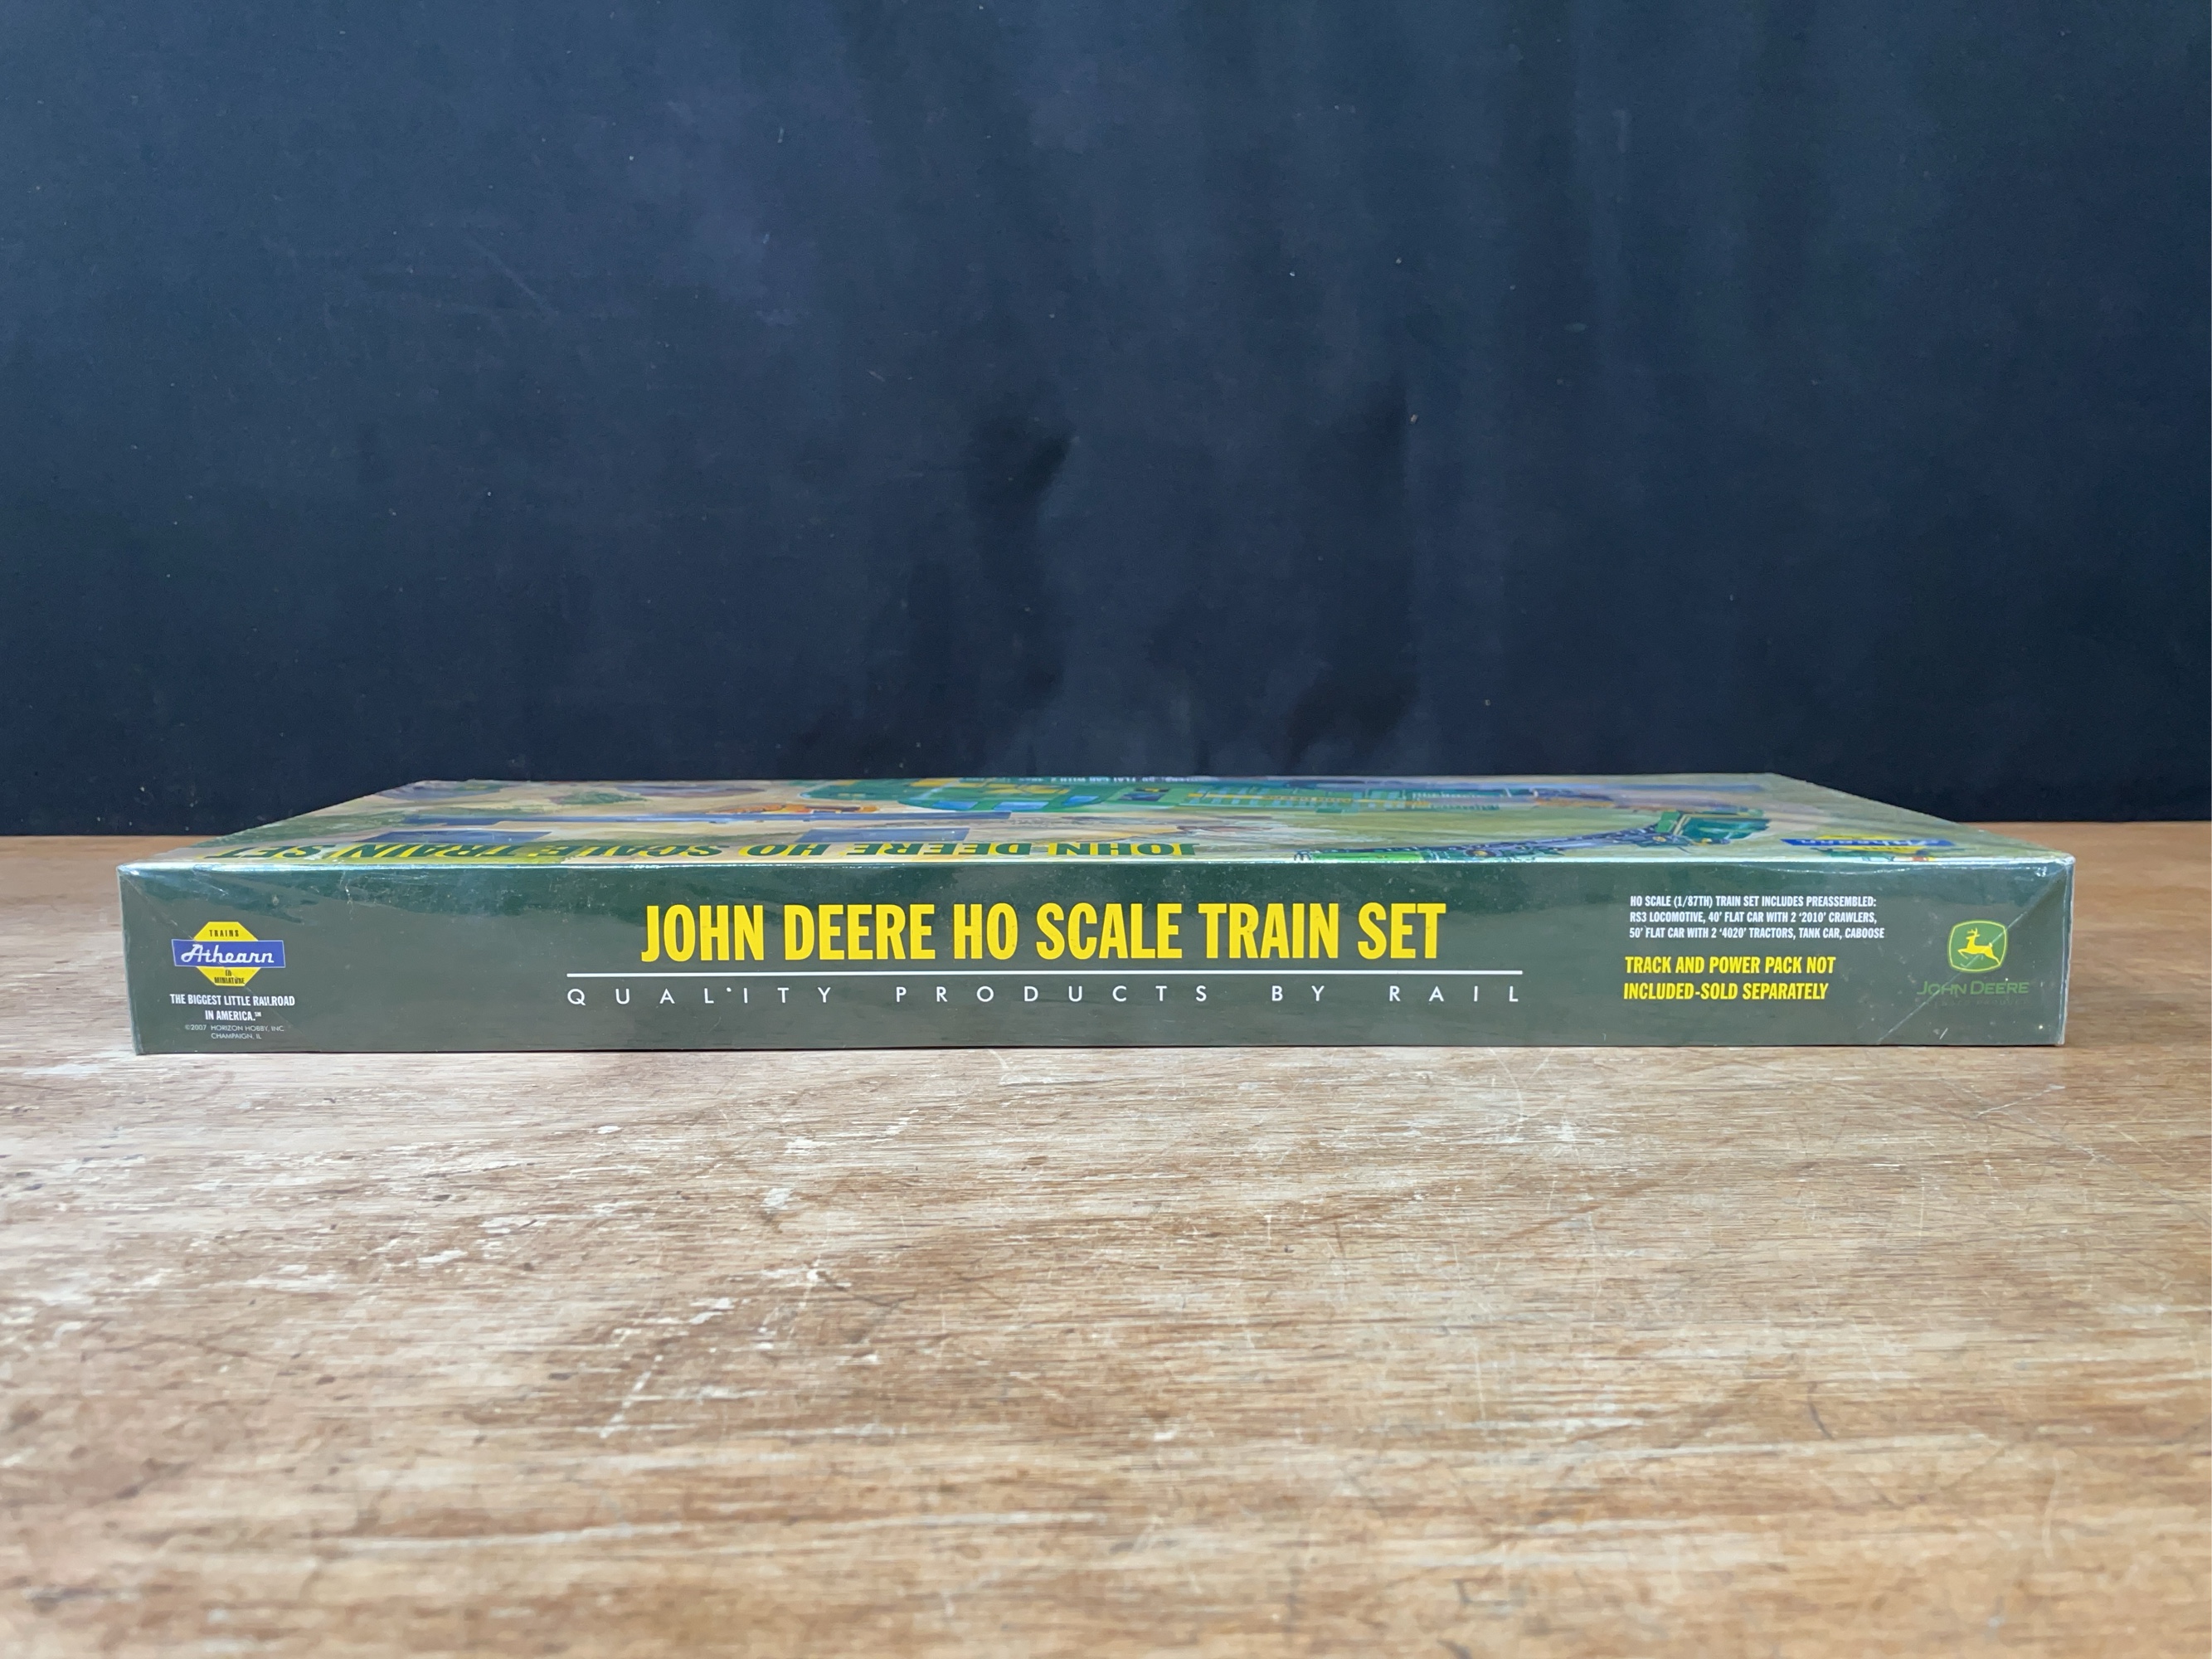 JOHN DEERE HO SCALE TRAIN SET
Athearn
TRAINS
Athearn
IN
MINIATURE
THE BIGGEST LITTLE RAILROAD
IN AMERICA.℠
©2007 HORIZON HOBBY, INC
CHAMPAIGN, IL
JOHN DEERE HO SCALE TRAIN SET
QUALITY PRODUCTS BY RAIL
HO SCALE (1/87TH) TRAIN SET INCLUDES PREASSEMBLED:
RS3 LOCOMOTIVE, 40' FLAT CAR WITH 2 '2010' CRAWLERS,
50' FLAT CAR WITH 2 '4020' TRACTORS, TANK CAR, CABOOSE
TRACK AND POWER PACK NOT
INCLUDED-SOLD SEPARATELY
JOHN DEERE